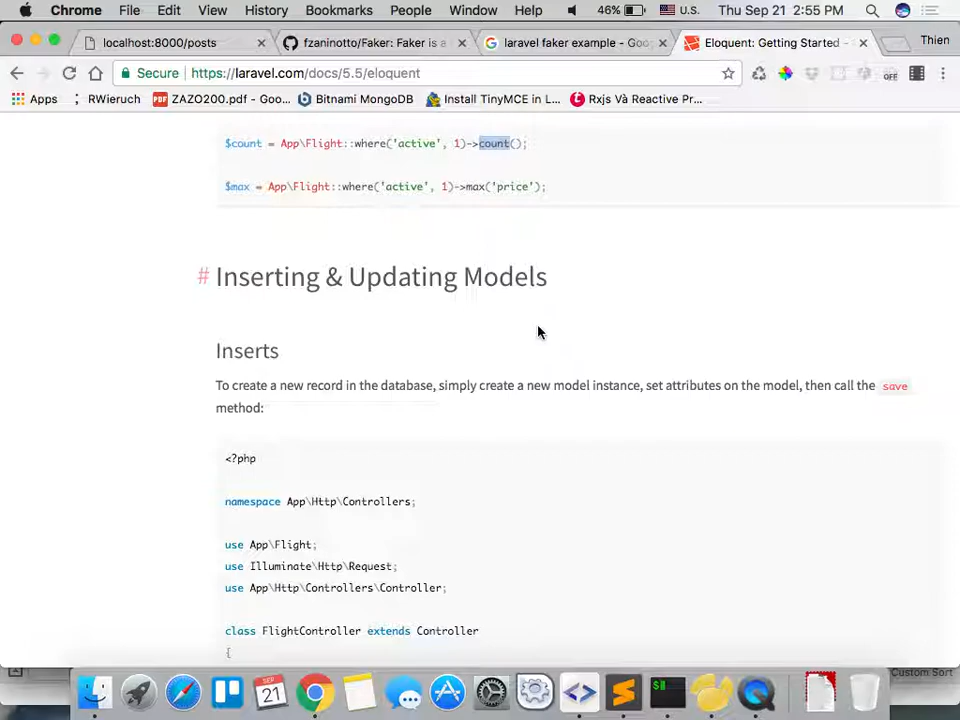 Chrome File Edit View History Bookmarks People Window Help 46% U.S. Thu Sep 21 2:55 PM
localhost:8000/posts
fzaninotto/Faker: Faker is a
laravel faker example - Goo
Eloquent: Getting Started -
Thien
Secure https://laravel.com/docs/5.5/eloquent
OFF
Apps RWieruch ZAZO200.pdf - Goo... Bitnami MongoDB Install TinyMCE in L... Rxjs Và Reactive Pr...
$count = App\Flight::where('active', 1)->count();
$max = App\Flight::where('active', 1)->max('price');
# Inserting & Updating Models
Inserts
To create a new record in the database, simply create a new model instance, set attributes on the model, then call the save
method:
<?php
namespace App\Http\Controllers;
use App\Flight;
use Illuminate\Http\Request;
use App\Http\Controllers\Controller;
class FlightController extends Controller
{
Custom Sort
SEP
21